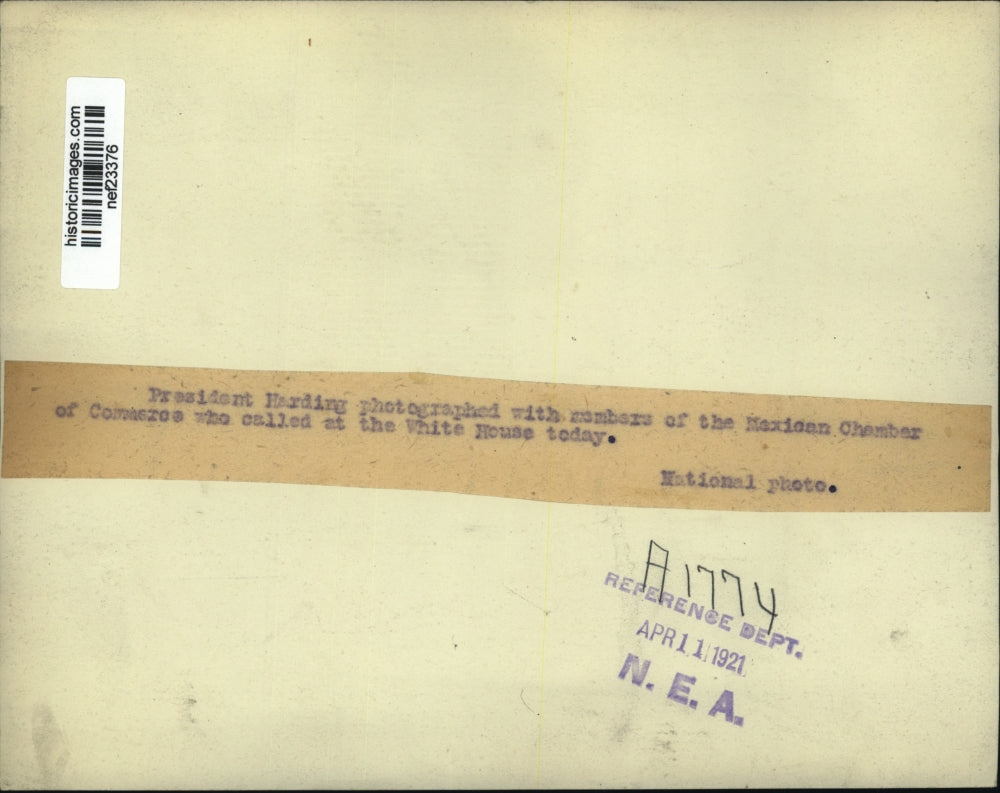 historicimages.com
nef23376
President Harding photographed with members of the Mexican Chamber
of Commerce who called at the White House today.
National photo.
A1774
REFERENCE DEPT.
APR 11 1921
N. E. A.